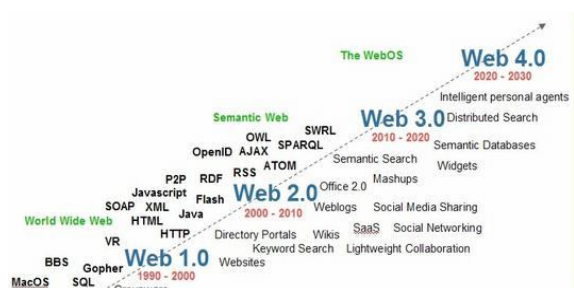 The WebOS
Web 4.0
2020 - 2030
Intelligent personal agents
Semantic Web
SWRL
Web 3.0
Distributed Search
2010 - 2020
OWL
OpenID AJAX SPARQL
Semantic Databases
ATOM
Semantic Search
Widgets
P2P RDF RSS
Mashups
Javascript
Flash
Web 2.0
Office 2.0
SOAP XML
Java
2000 - 2010
Weblogs Social Media Sharing
World Wide Web
HTML
HTTP
Directory Portals Wikis SaaS Social Networking
VR
Keyword Search Lightweight Collaboration
BBS
Gopher
Web 1.0
Websites
1990 - 2000
MacOS SQL